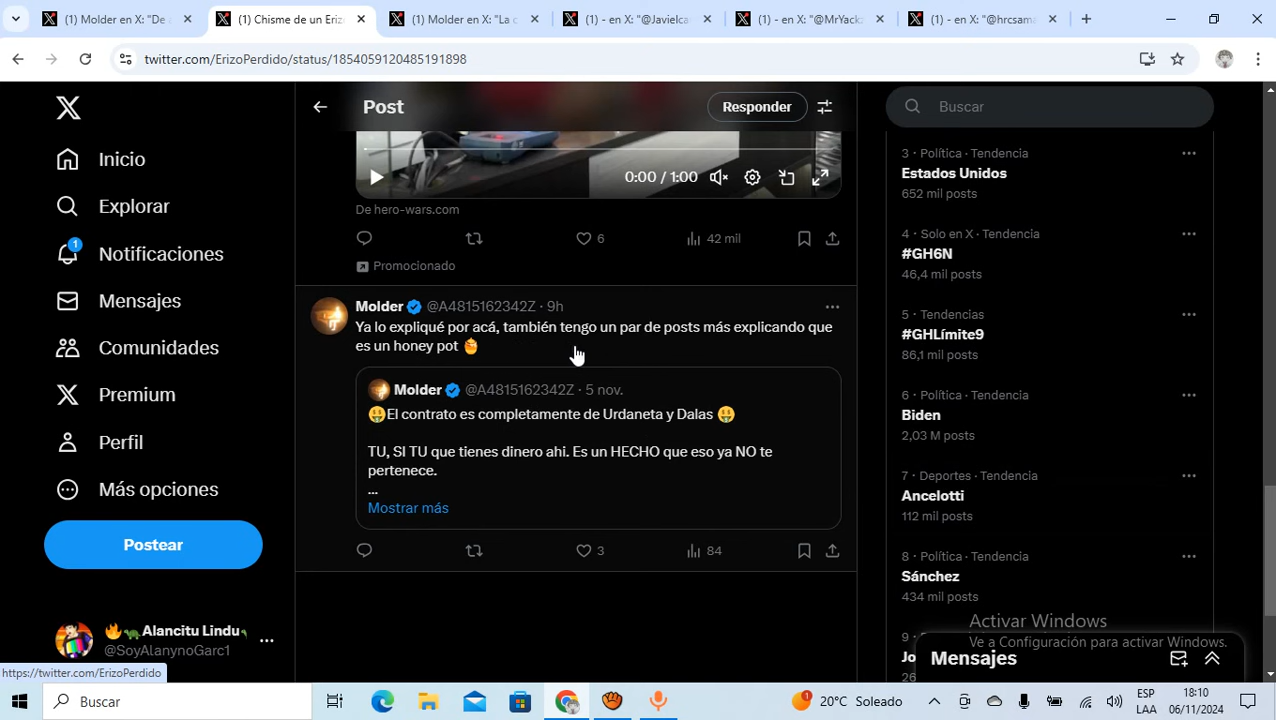 (1) Molder en X: "De a
(1) Chisme de un Erizo
(1) Molder en X: "La c
(1) - en X: "@Javielca
(1) - en X: "@MrYack
(1) - en X: "@hrcsama
twitter.com/ErizoPerdido/status/1854059120485191898
Inicio
Explorar
1
Notificaciones
Mensajes
Comunidades
Premium
Perfil
Más opciones
Postear
Alancitu Lindu
@SoyAlanynoGarc1
https://twitter.com/ErizoPerdido
Post
Responder
0:00 / 1:00
De hero-wars.com
6
42 mil
Promocionado
Molder @A4815162342Z · 9h
Ya lo expliqué por acá, también tengo un par de posts más explicando que
es un honey pot
Molder @A4815162342Z · 5 nov.
🤑El contrato es completamente de Urdaneta y Dalas 🤑
TU, SI TU que tienes dinero ahi. Es un HECHO que eso ya NO te
pertenece.
...
Mostrar más
3
84
Buscar
3 · Política · Tendencia
Estados Unidos
652 mil posts
4 · Solo en X · Tendencia
#GH6N
46,4 mil posts
5 · Tendencias
#GHLímite9
86,1 mil posts
6 · Política · Tendencia
Biden
2,03 M posts
7 · Deportes · Tendencia
Ancelotti
112 mil posts
8 · Política · Tendencia
Sánchez
434 mil posts
Activar Windows
Ve a Configuración para activar Windows.
Mensajes
Buscar
1
20°C Soleado
ESP
LAA
18:10
06/11/2024